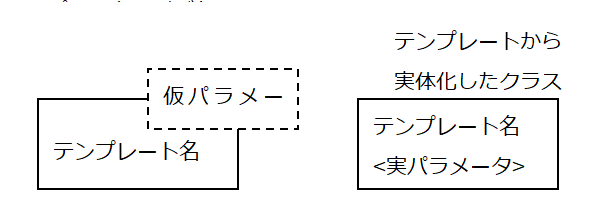 テンプレートから
実体化したクラス
仮パラメー
テンプレート名
テンプレート名
<実パラメータ>